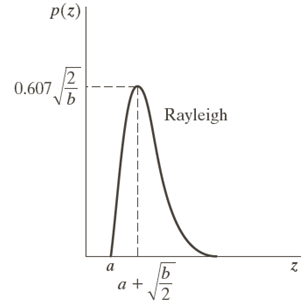 p(z)
0.607√(2/b)
Rayleigh
a
z
a + √(b/2)